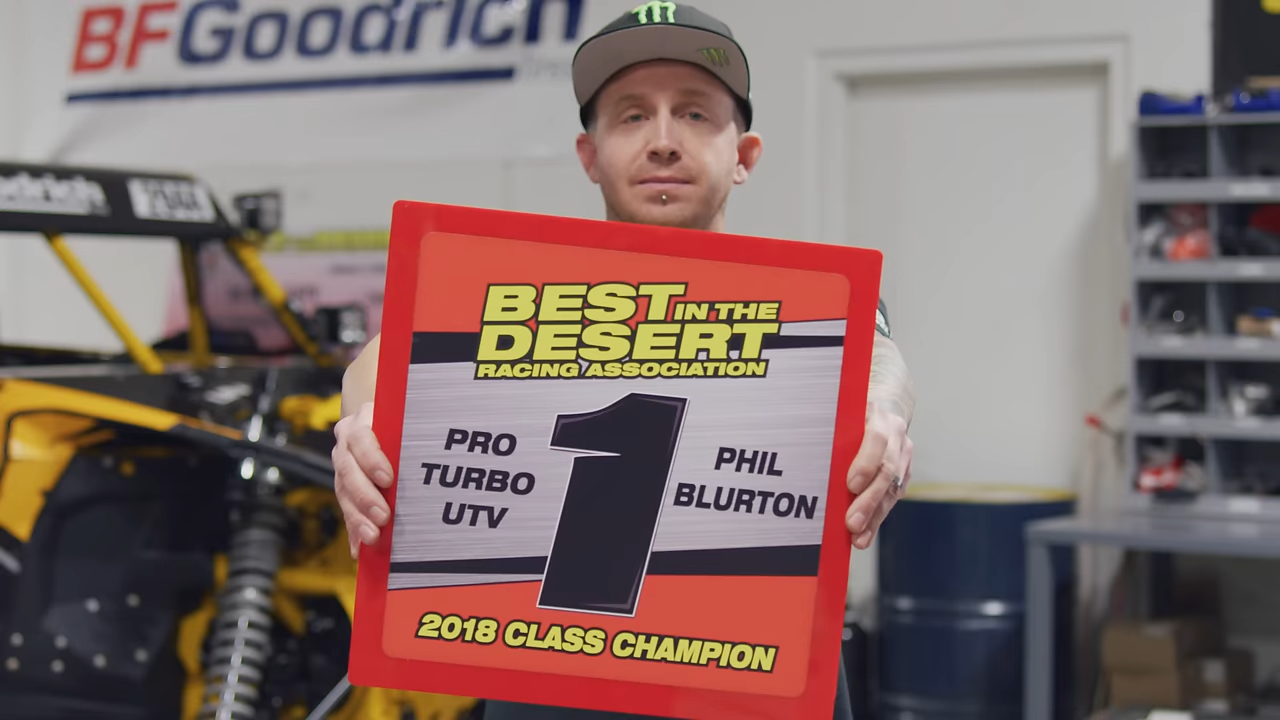 BFGoodrich
BEST IN THE
DESERT
RACING ASSOCIATION
PRO
TURBO
UTV
1
PHIL
BLURTON
2018 CLASS CHAMPION